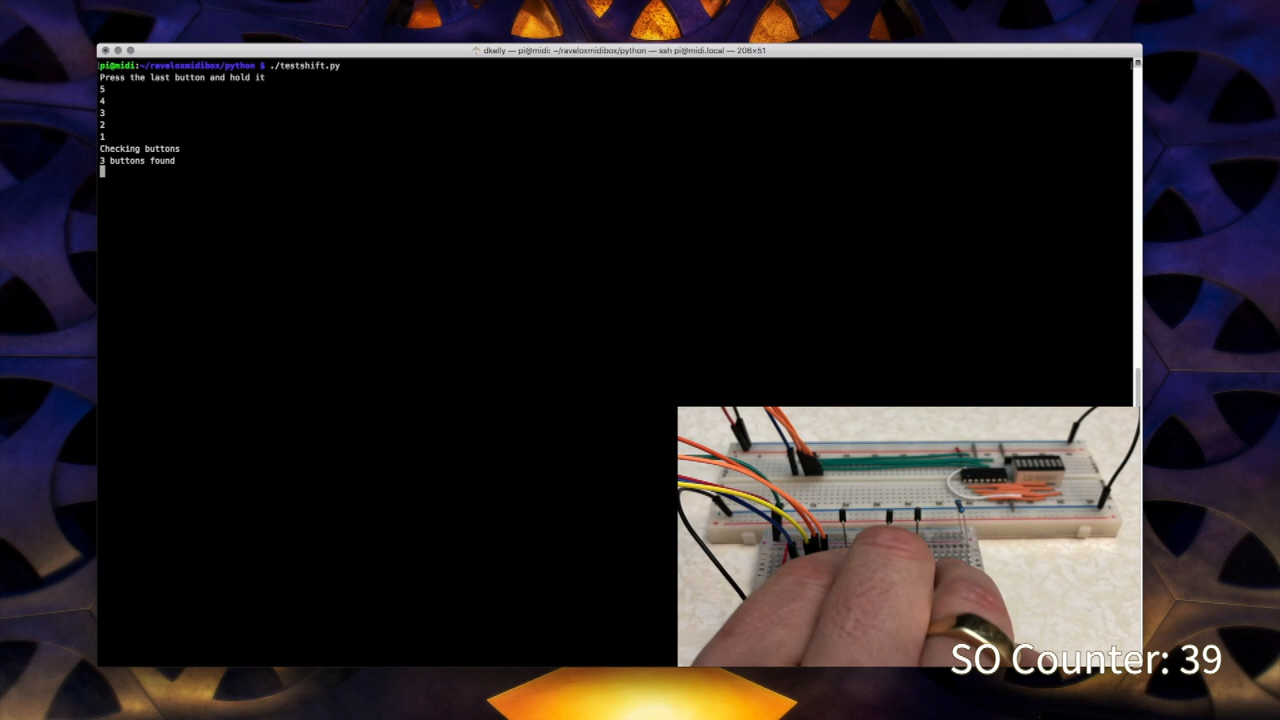 dkelly — pi@midi: ~/raveloxmidibox/python — ssh pi@midi.local — 206×51
pi@midi:~/raveloxmidibox/python $ ./testshift.py
Press the last button and hold it
5
4
3
2
1
Checking buttons
3 buttons found
SO Counter: 39